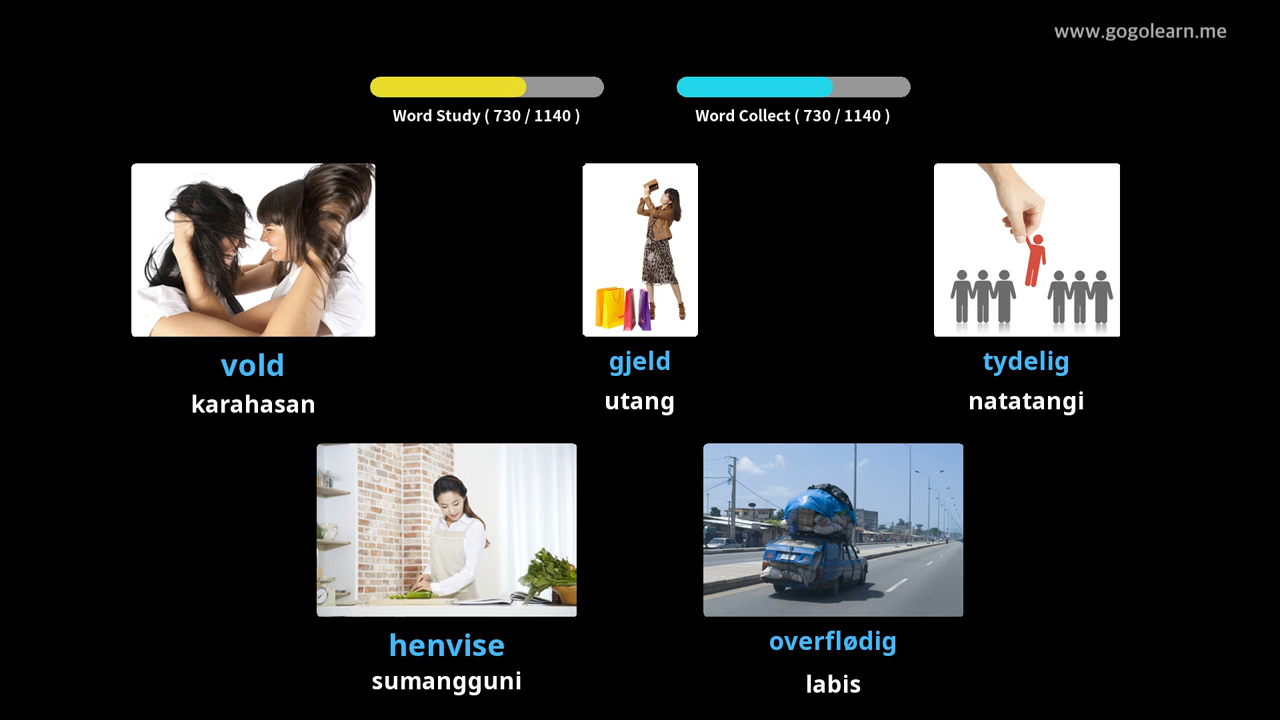 www.gogolearn.me
Word Study ( 730 / 1140 )
Word Collect ( 730 / 1140 )
vold
karahasan
gjeld
utang
tydelig
natatangi
henvise
sumangguni
overflødig
labis